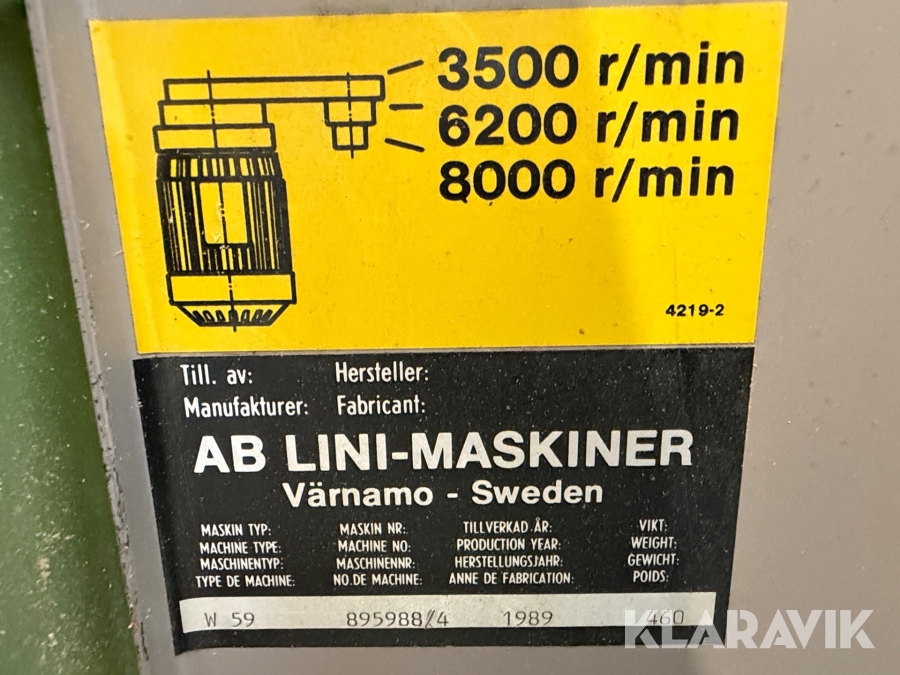 3500 r/min
6200 r/min
8000 r/min
4219-2
Till. av: Hersteller:
Manufakturer: Fabricant:
AB LINI-MASKINER
Värnamo - Sweden
MASKIN TYP: MASKIN NR: TILLVERKAD.ÅR: VIKT:
MACHINE TYPE: MACHINE NO: PRODUCTION YEAR: WEIGHT:
MASCHINENTYP: MASCHINENNR: HERSTELLUNGSJAHR: GEWICHT:
TYPE DE MACHINE: NO.DE MACHINE: ANNE DE FABRICATION: POIDS:
W 59 895988/4 1989 460
KLARAVIK